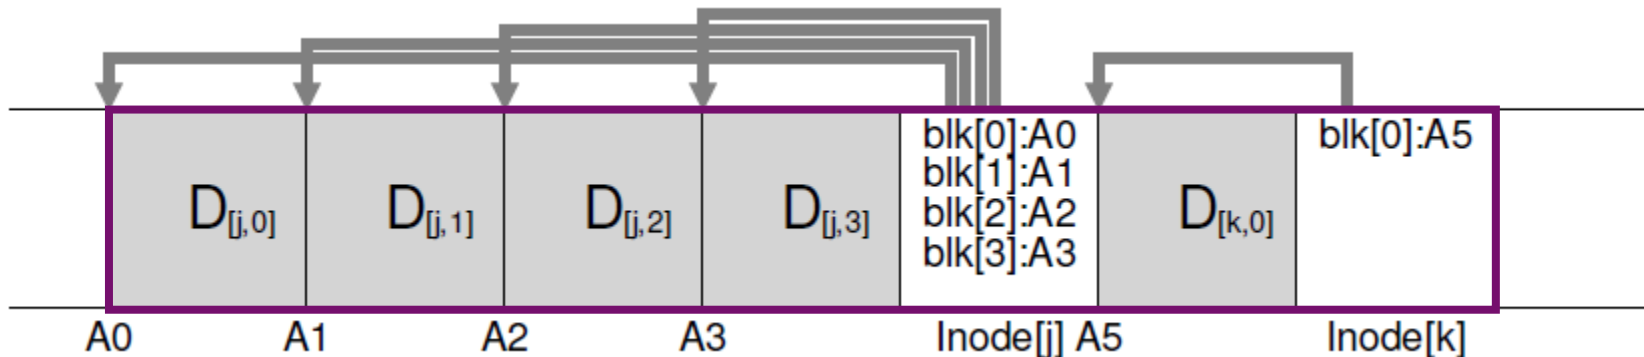 blk[0]:A0
blk[1]:A1
blk[2]:A2
blk[3]:A3
blk[0]:A5
D[j,0] D[j,1] D[j,2] D[j,3] D[k,0]
A0 A1 A2 A3 Inode[j] A5 Inode[k]